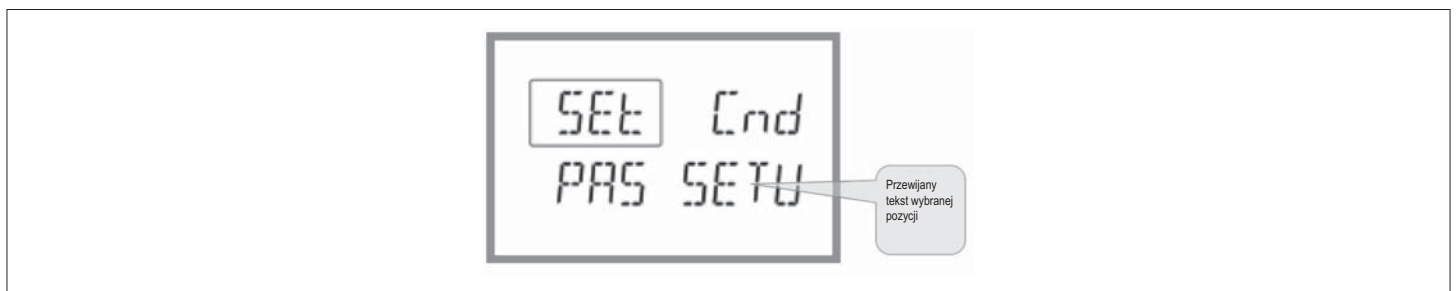 SEt Cnd
PAS SETU
Przewijany
tekst wybranej
pozycji